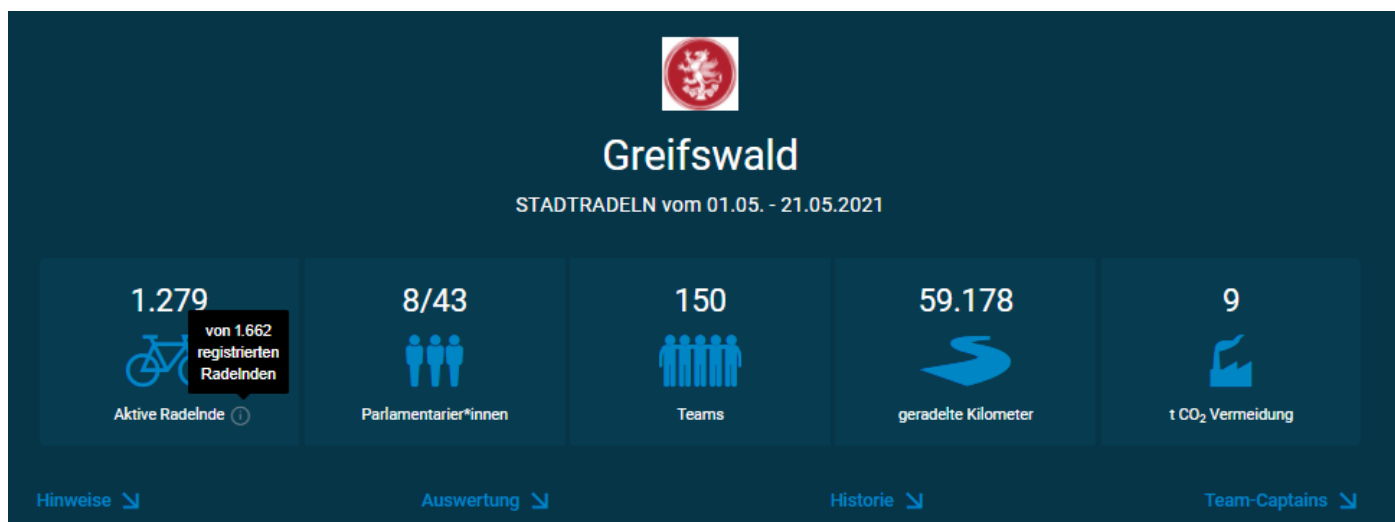 Greifswald
STADTRADELN vom 01.05. - 21.05.2021
1.279
von 1.662
registrierten
Radelnden
Aktive Radelnde
8/43
Parlamentarier*innen
150
Teams
59.178
geradelte Kilometer
9
t CO₂ Vermeidung
Hinweise
Auswertung
Historie
Team-Captains